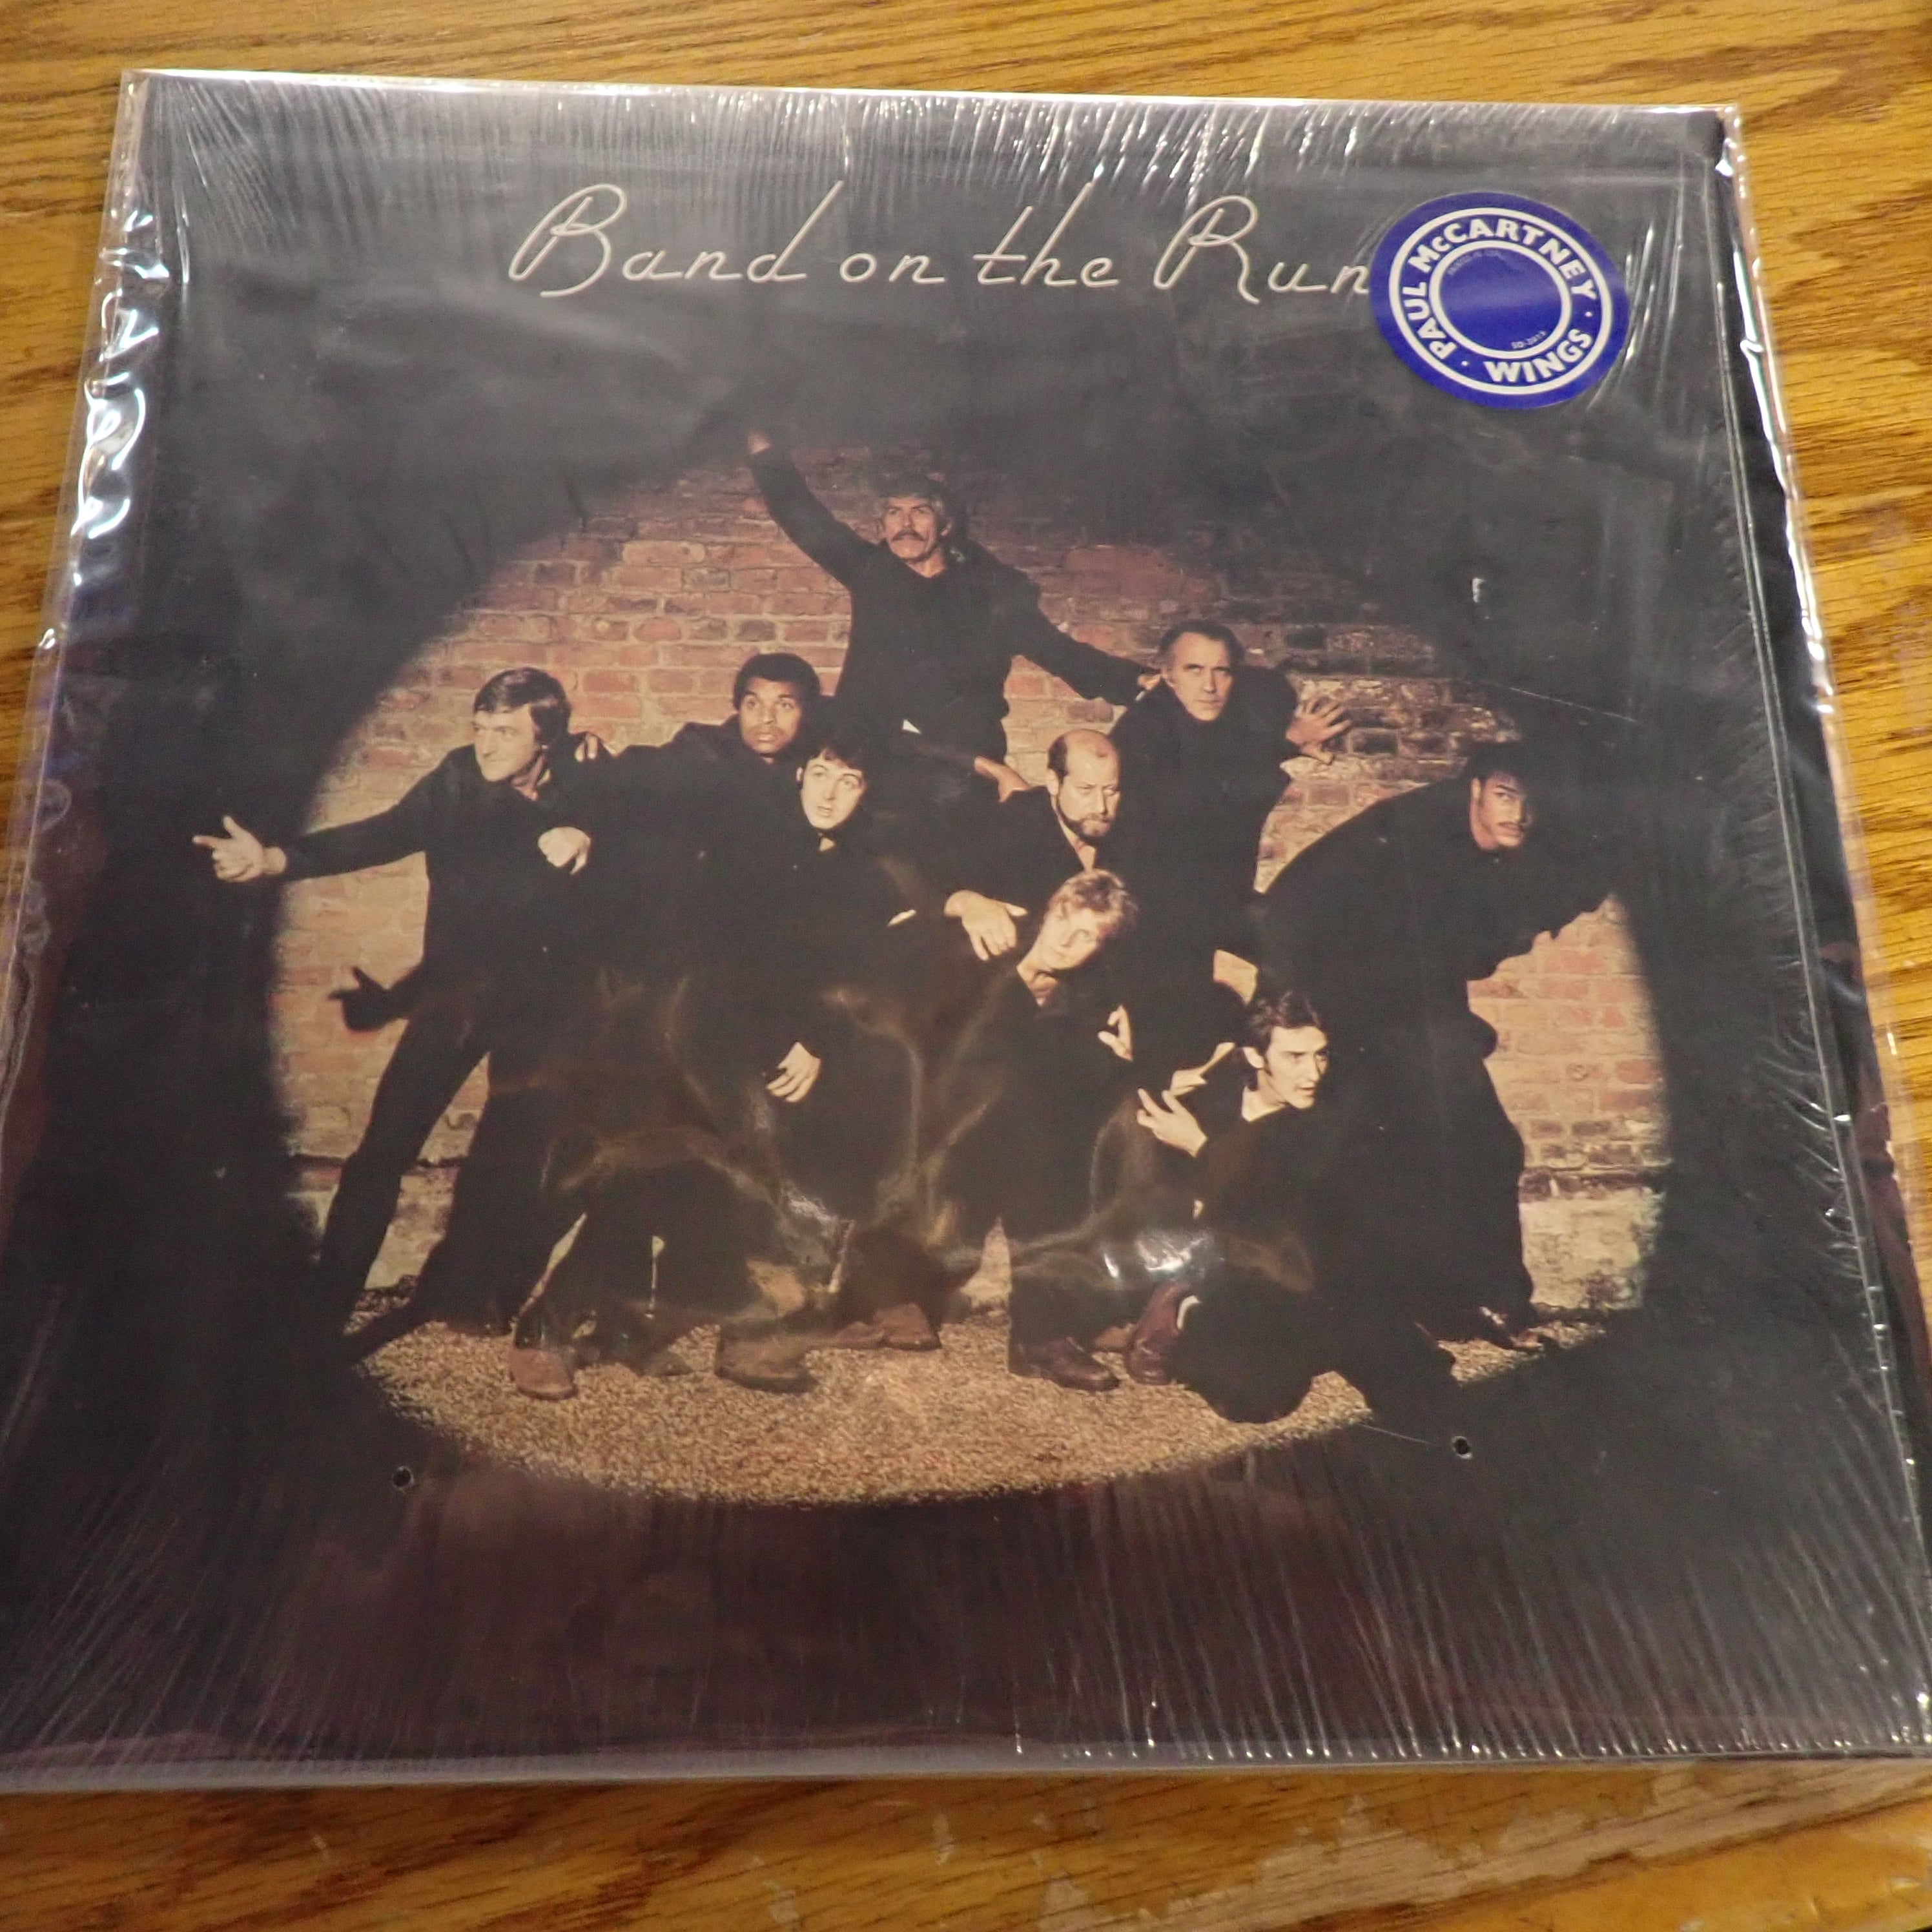 Band on the Run
PAUL McCARTNEY · WINGS ·